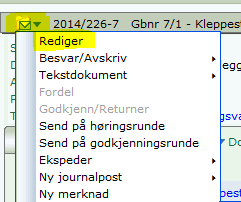 2014/226-7 Gbnr 7/1 - Kleppest
Rediger
Besvar/Avskriv
Tekstdokument
Fordel
Godkjenn/Returner
Send på høringsrunde
Send på godkjenningsrunde
Ekspeder
Ny journalpost
Ny merknad